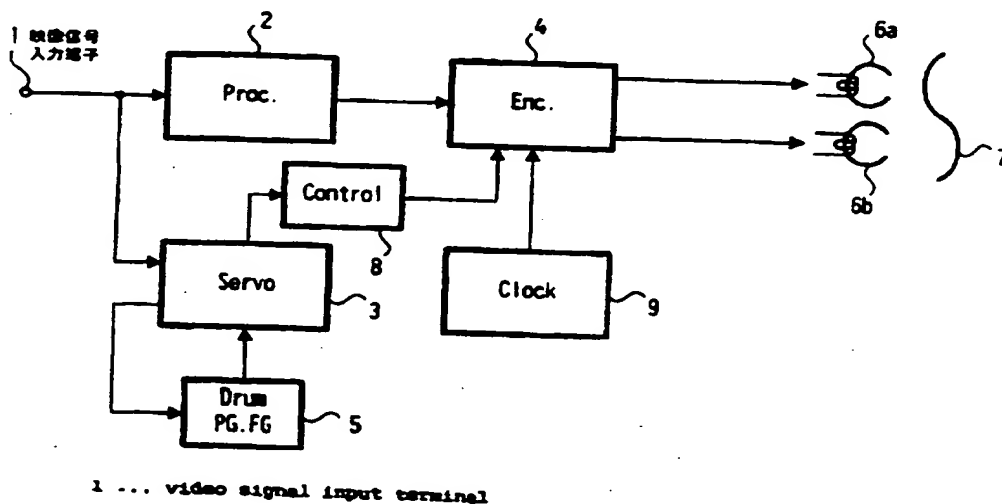 1 映像信号
入力端子
2
Proc.
4
Enc.
6a
6b
7
Control
8
Servo
3
Clock
9
Drum
PG.FG
5
1 ... video signal input terminal